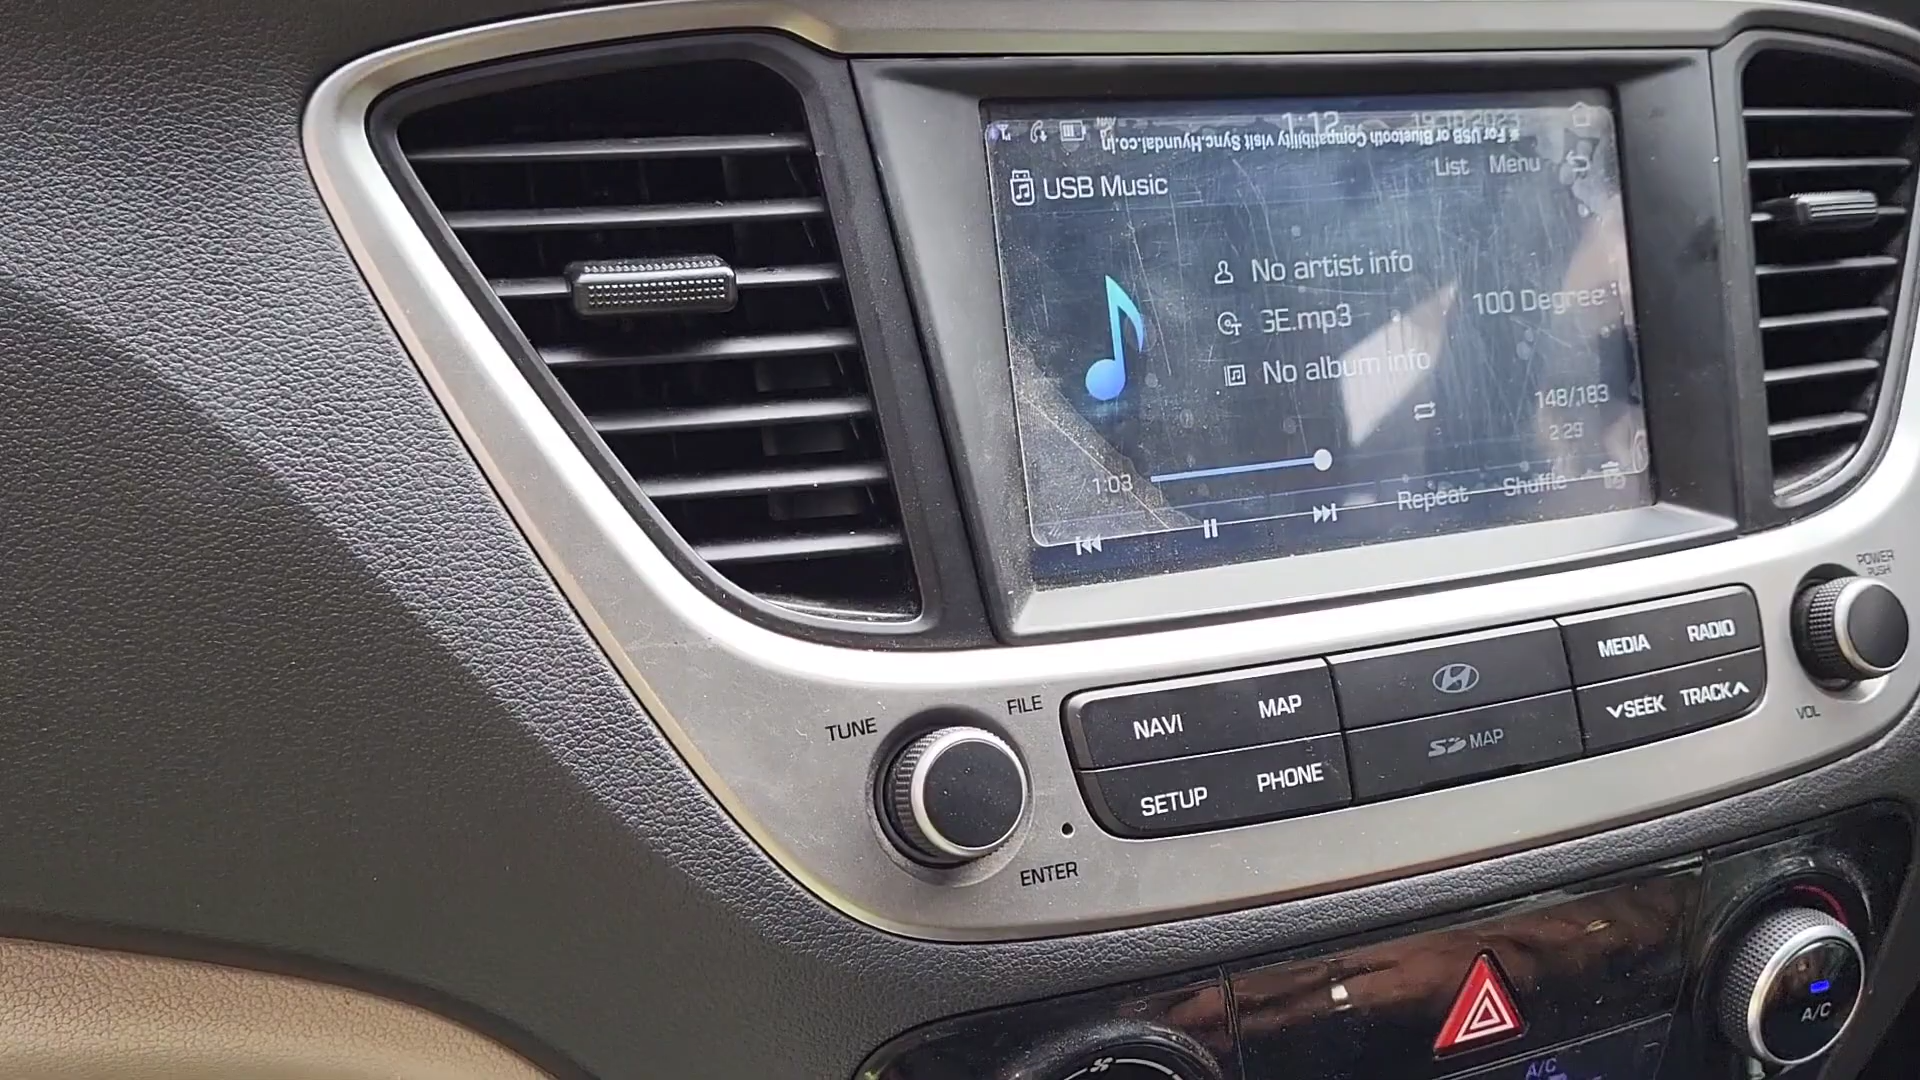 1:12
19.10.2023
For USB or Bluetooth Compatibility visit Sync.Hyundai.co.in
USB Music
List Menu
No artist info
GE.mp3 100 Degree
No album info
148/183
2:29
1:03
Repeat Shuffle
POWER
PUSH
VOL
MEDIA RADIO
SEEK TRACK
MAP
NAVI MAP
SETUP PHONE
TUNE FILE
ENTER
A/C
A/C